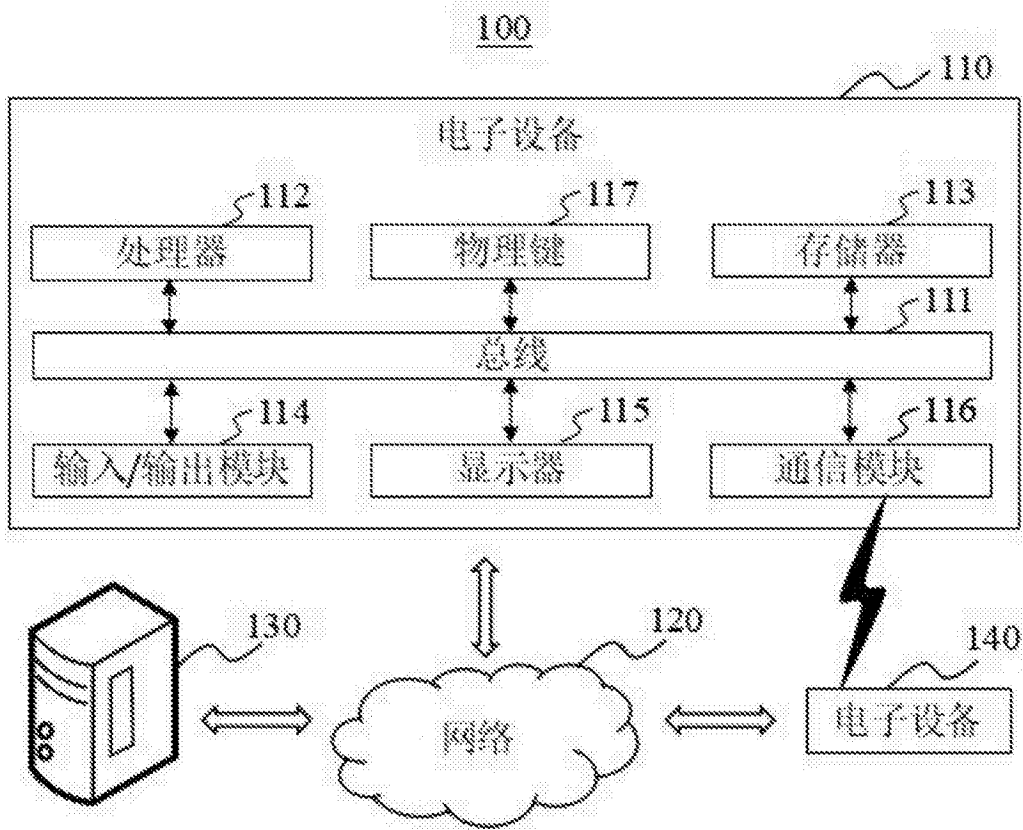 100
110
电子设备
112
117
113
处理器
物理键
存储器
111
总线
114
115
116
输入/输出模块
显示器
通信模块
130
120
140
网络
电子设备